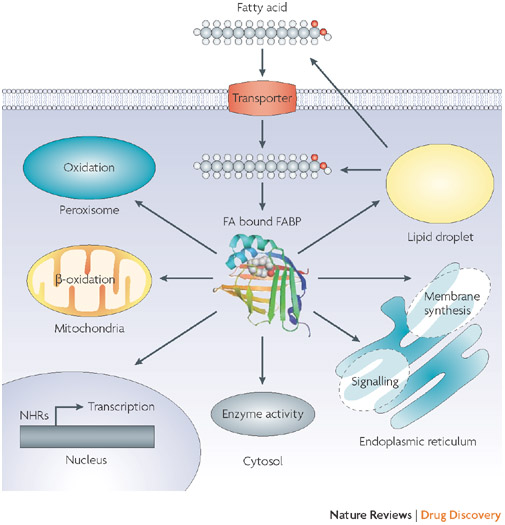 Fatty acid
Transporter
Oxidation
Peroxisome
FA bound FABP
Lipid droplet
β-oxidation
Mitochondria
Membrane
synthesis
Signalling
Endoplasmic reticulum
NHRs
Transcription
Nucleus
Enzyme activity
Cytosol
Nature Reviews | Drug Discovery